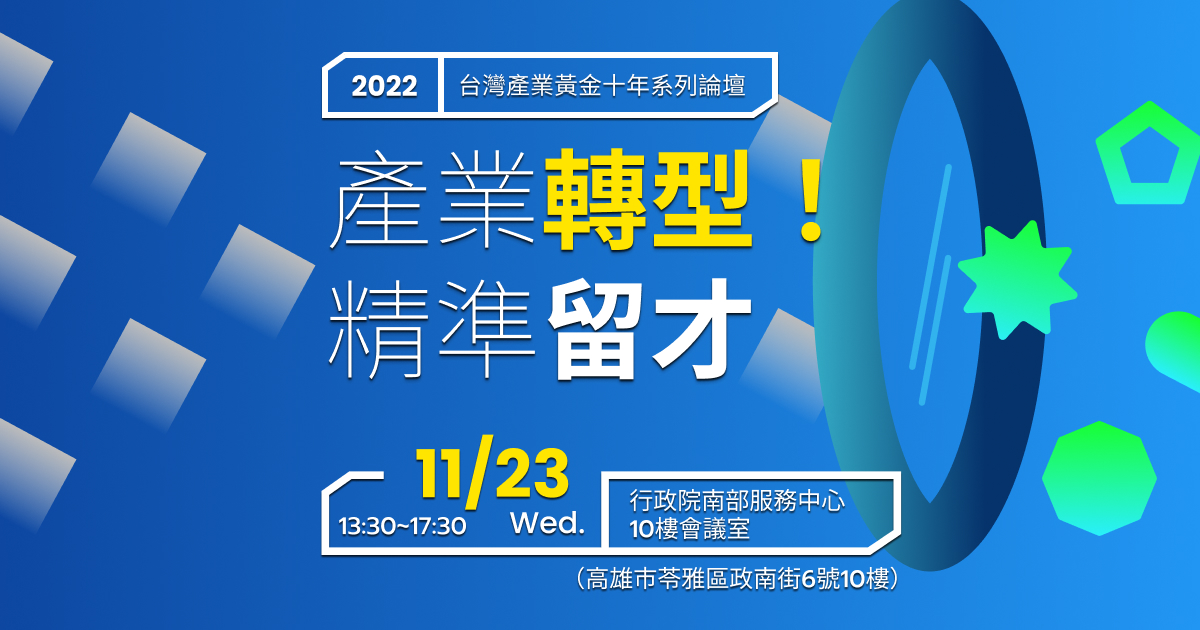 2022 台灣產業黃金十年系列論壇
產業轉型！
精準留才
11/23
13:30~17:30 Wed.
行政院南部服務中心
10樓會議室
（高雄市苓雅區政南街6號10樓）